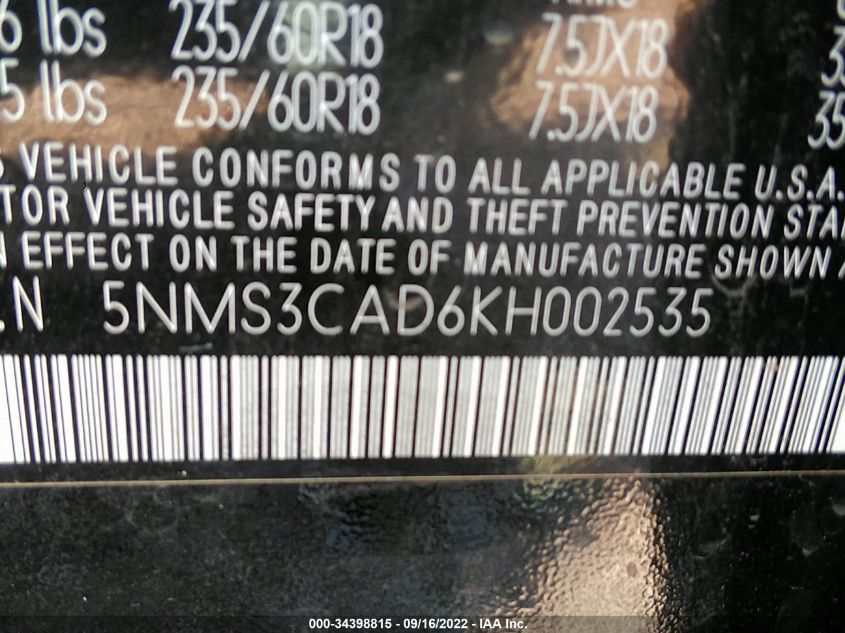 6 lbs 235/60R18 7.5JX18
5 lbs 235/60R18 7.5JX18 35
VEHICLE CONFORMS TO ALL APPLICABLE U.S.A.
TOR VEHICLE SAFETY AND THEFT PREVENTION STA
N EFFECT ON THE DATE OF MANUFACTURE SHOWN A
.N 5NMS3CAD6KH002535
000-34398815 - 09/16/2022 - IAA Inc.